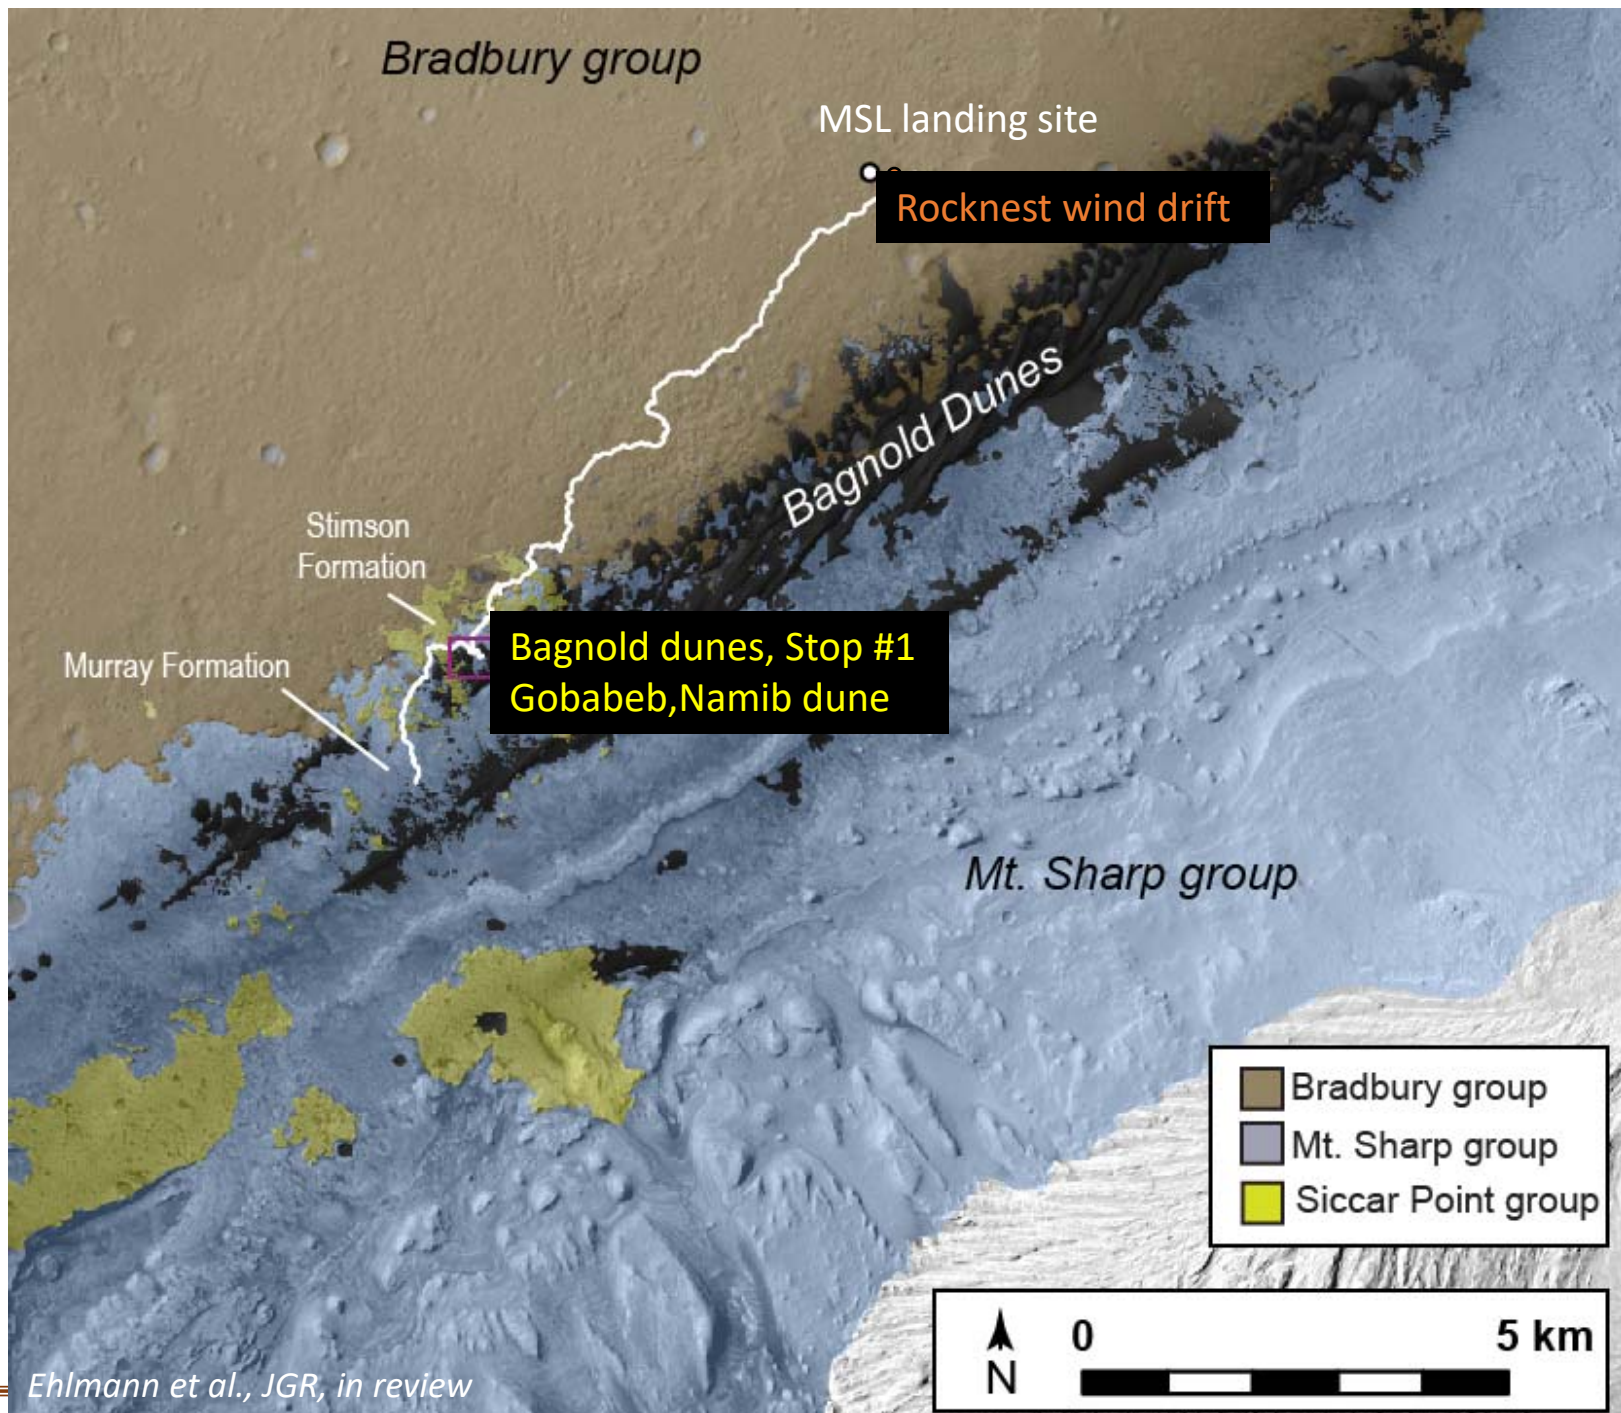 Bradbury group
MSL landing site
Rocknest wind drift
Bagnold Dunes
Stimson
Formation
Murray Formation
Bagnold dunes, Stop #1
Gobabeb,Namib dune
Mt. Sharp group
Bradbury group
Mt. Sharp group
Siccar Point group
N
0
5 km
Ehlmann et al., JGR, in review